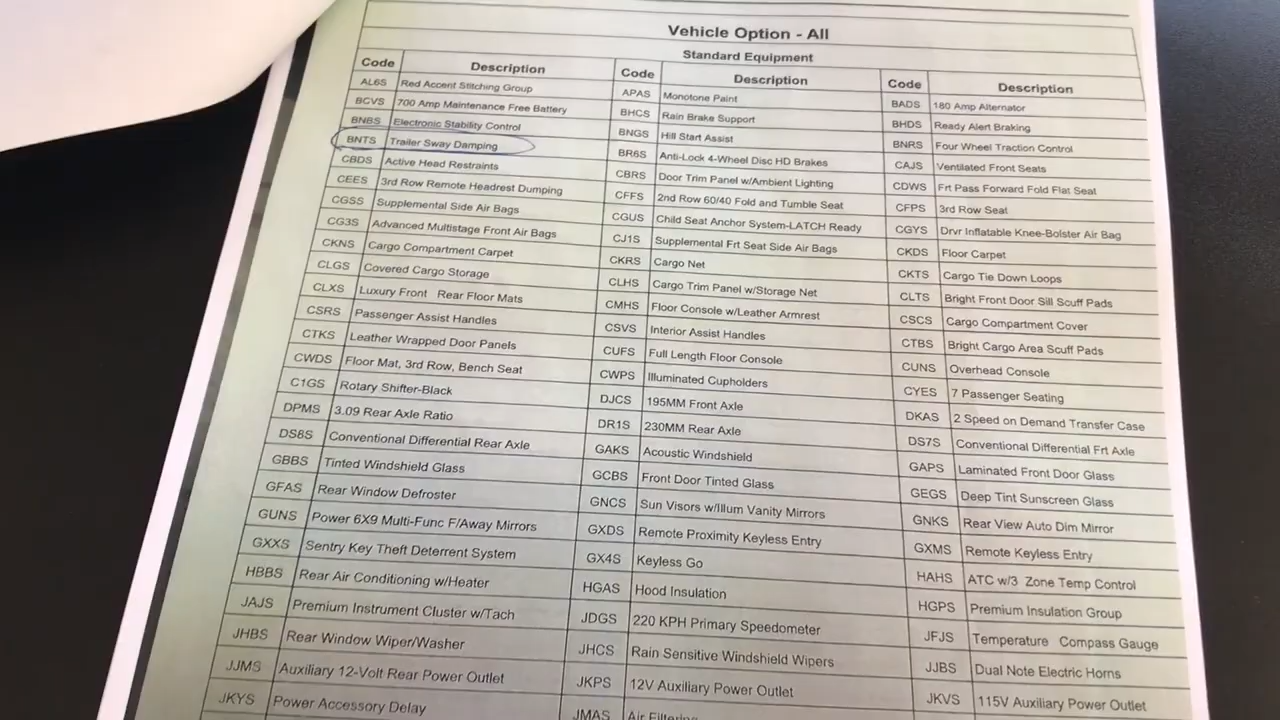 Vehicle Option - All
Standard Equipment
Code Description Code Description Code Description
AL6S Red Accent Stitching Group APAS Monotone Paint BADS 180 Amp Alternator
BCVS 700 Amp Maintenance Free Battery BHCS Rain Brake Support BHDS Ready Alert Braking
BNBS Electronic Stability Control BNGS Hill Start Assist BNRS Four Wheel Traction Control
BNTS Trailer Sway Damping BR6S Anti-Lock 4-Wheel Disc HD Brakes CAJS Ventilated Front Seats
CBDS Active Head Restraints CBRS Door Trim Panel w/Ambient Lighting CDWS Frt Pass Forward Fold Flat Seat
CEES 3rd Row Remote Headrest Dumping CFFS 2nd Row 60/40 Fold and Tumble Seat CFPS 3rd Row Seat
CGSS Supplemental Side Air Bags CGUS Child Seat Anchor System-LATCH Ready CGYS Drvr Inflatable Knee-Bolster Air Bag
CG3S Advanced Multistage Front Air Bags CJ1S Supplemental Frt Seat Side Air Bags CKDS Floor Carpet
CKNS Cargo Compartment Carpet CKRS Cargo Net CKTS Cargo Tie Down Loops
CLGS Covered Cargo Storage CLHS Cargo Trim Panel w/Storage Net CLTS Bright Front Door Sill Scuff Pads
CLXS Luxury Front Rear Floor Mats CMHS Floor Console w/Leather Armrest CSCS Cargo Compartment Cover
CSRS Passenger Assist Handles CSVS Interior Assist Handles CTBS Bright Cargo Area Scuff Pads
CTKS Leather Wrapped Door Panels CUFS Full Length Floor Console CUNS Overhead Console
CWDS Floor Mat, 3rd Row, Bench Seat CWPS Illuminated Cupholders CYES 7 Passenger Seating
C1GS Rotary Shifter-Black DJCS 195MM Front Axle DKAS 2 Speed on Demand Transfer Case
DPMS 3.09 Rear Axle Ratio DR1S 230MM Rear Axle DS7S Conventional Differential Frt Axle
DS8S Conventional Differential Rear Axle GAKS Acoustic Windshield GAPS Laminated Front Door Glass
GBBS Tinted Windshield Glass GCBS Front Door Tinted Glass GEGS Deep Tint Sunscreen Glass
GFAS Rear Window Defroster GNCS Sun Visors w/Illum Vanity Mirrors GNKS Rear View Auto Dim Mirror
GUNS Power 6X9 Multi-Func F/Away Mirrors GXDS Remote Proximity Keyless Entry GXMS Remote Keyless Entry
GXXS Sentry Key Theft Deterrent System GX4S Keyless Go HAHS ATC w/3 Zone Temp Control
HBBS Rear Air Conditioning w/Heater HGAS Hood Insulation HGPS Premium Insulation Group
JAJS Premium Instrument Cluster w/Tach JDGS 220 KPH Primary Speedometer JFJS Temperature Compass Gauge
JHBS Rear Window Wiper/Washer JHCS Rain Sensitive Windshield Wipers JJBS Dual Note Electric Horns
JJMS Auxiliary 12-Volt Rear Power Outlet JKPS 12V Auxiliary Power Outlet JKVS 115V Auxiliary Power Outlet
JKYS Power Accessory Delay JMAS Air Filtering